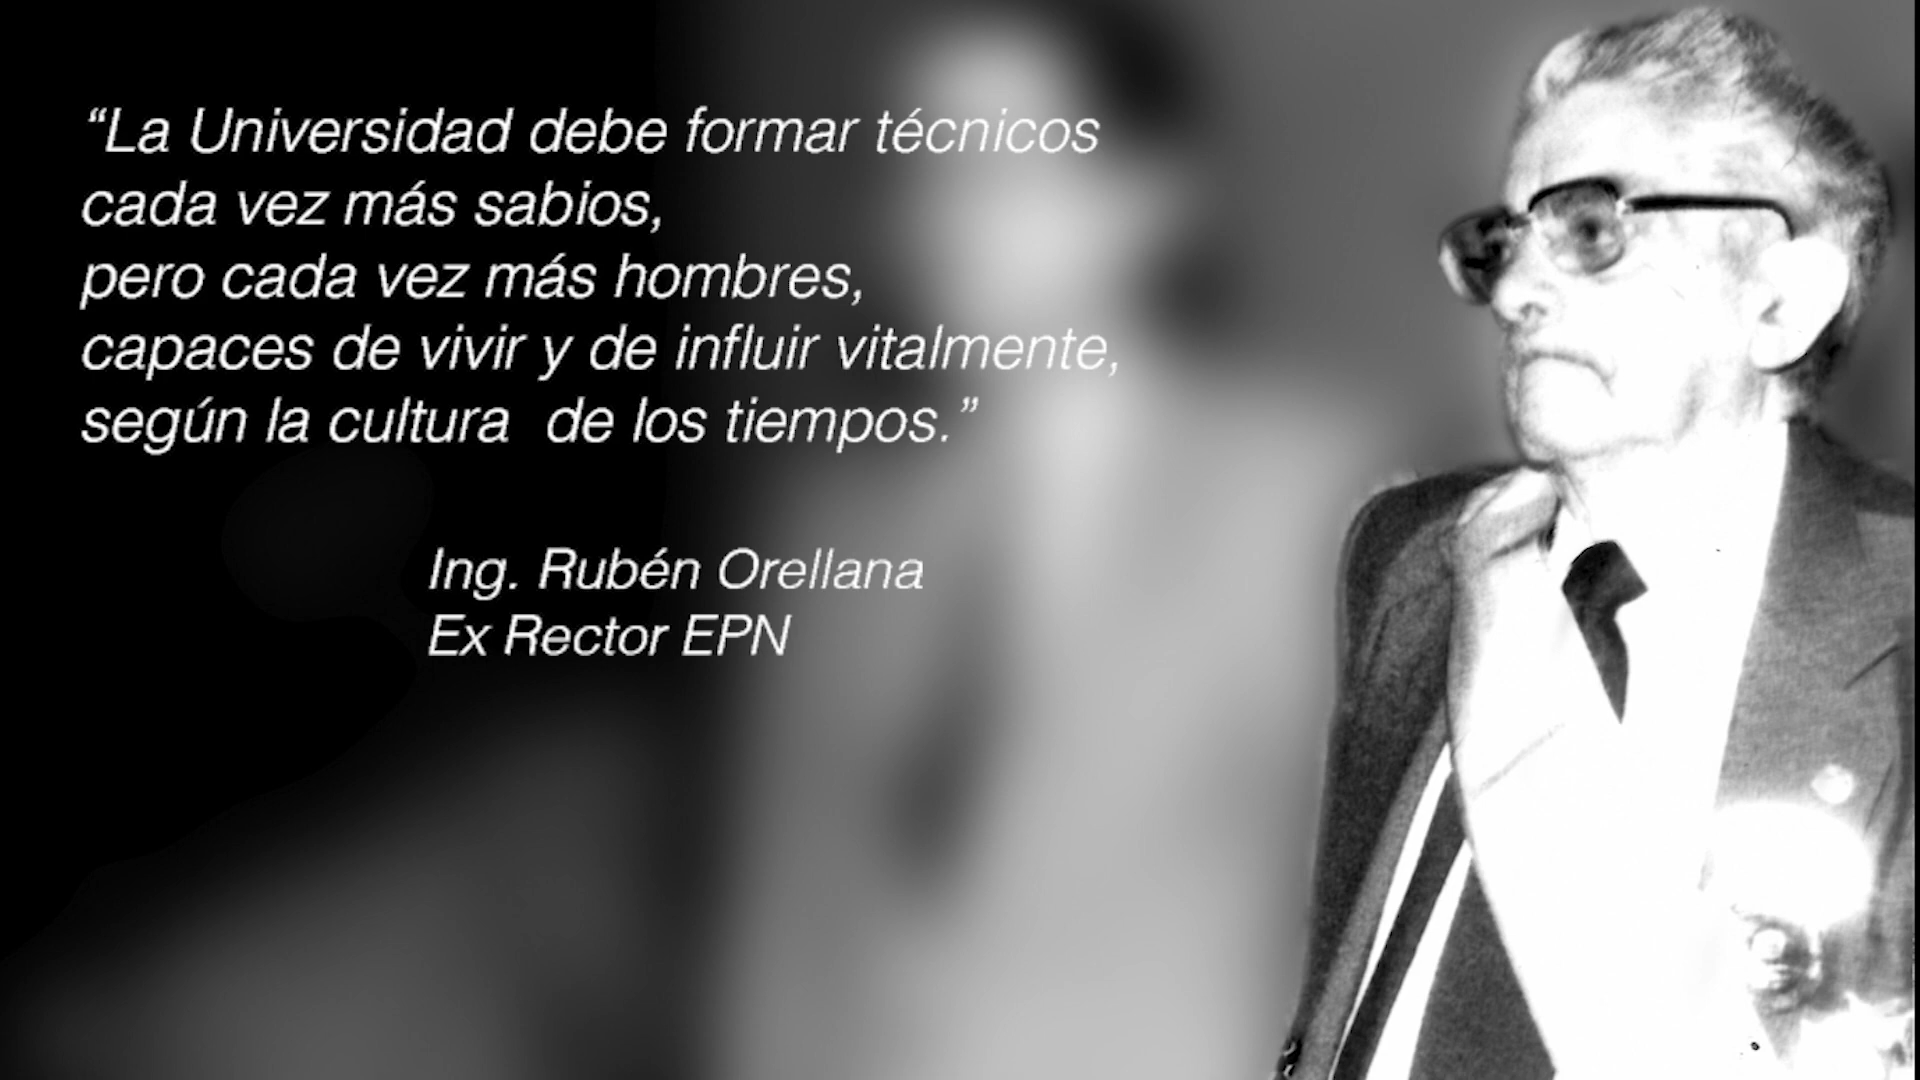 “La Universidad debe formar técnicos
cada vez más sabios,
pero cada vez más hombres,
capaces de vivir y de influir vitalmente,
según la cultura  de los tiempos.”
Ing. Rubén Orellana
Ex Rector EPN